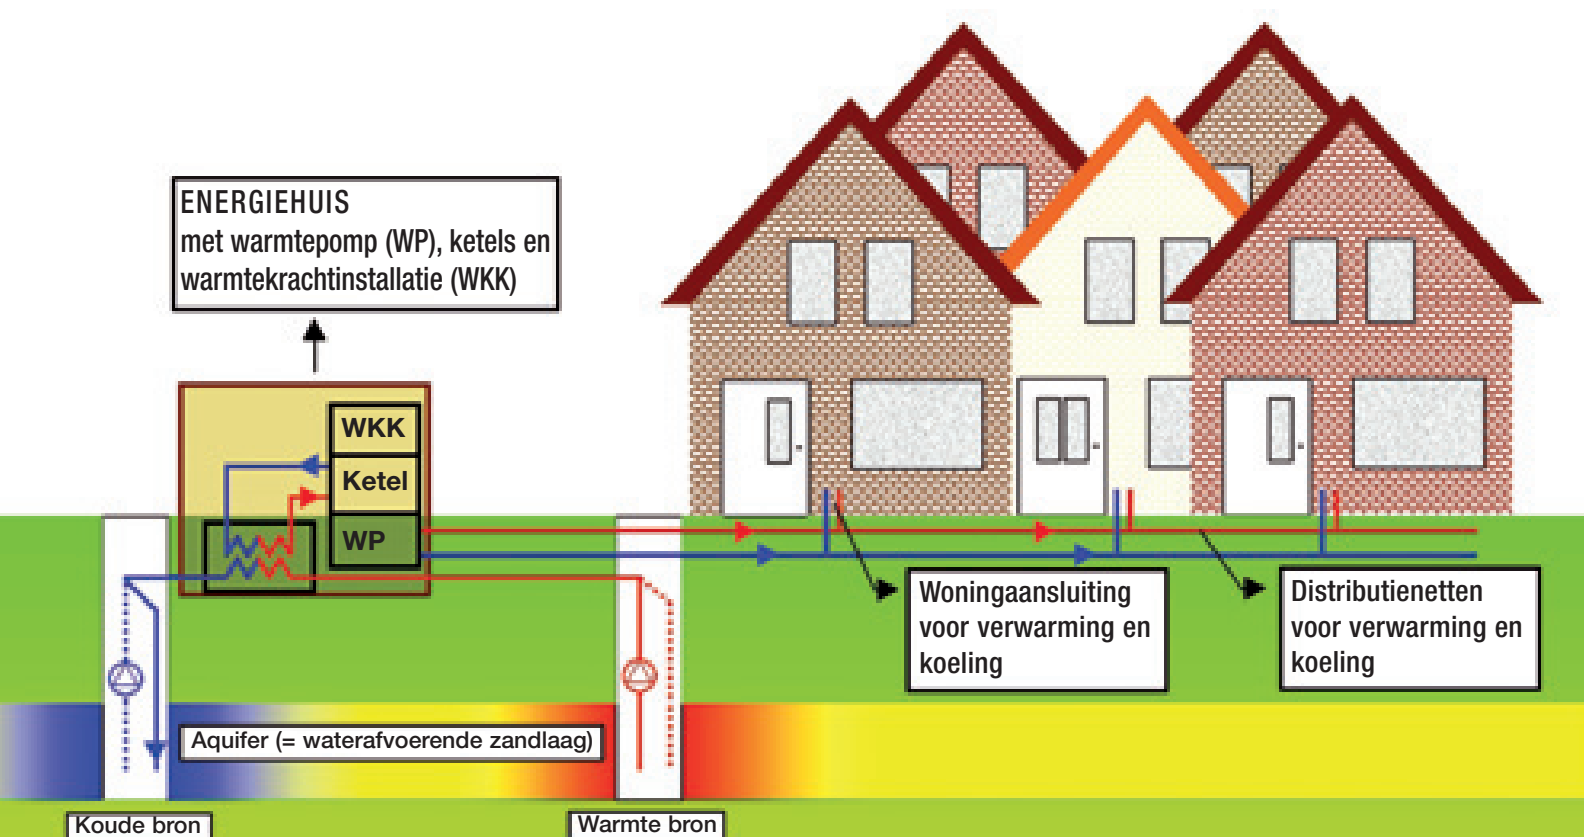 ENERGIEHUIS
met warmtepomp (WP), ketels en
warmtekrachtinstallatie (WKK)
WKK
Ketel
WP
Woningaansluiting
voor verwarming en
koeling
Distributienetten
voor verwarming en
koeling
Aquifer (= waterafvoerende zandlaag)
Koude bron
Warmte bron